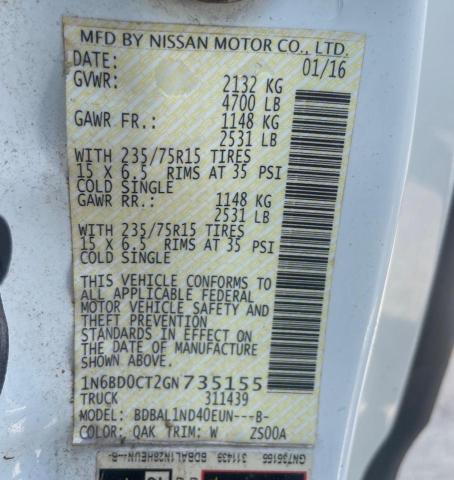 MFD BY NISSAN MOTOR CO., LTD.
DATE: 01/16
GVWR: 2132 KG
4700 LB
GAWR FR.: 1148 KG
2531 LB
WITH 235/75R15 TIRES
15 X 6.5 RIMS AT 35 PSI
COLD SINGLE
GAWR RR.: 1148 KG
2531 LB
WITH 235/75R15 TIRES
15 X 6.5 RIMS AT 35 PSI
COLD SINGLE
THIS VEHICLE CONFORMS TO
ALL APPLICABLE FEDERAL
MOTOR VEHICLE SAFETY AND
THEFT PREVENTION
STANDARDS IN EFFECT ON
THE DATE OF MANUFACTURE
SHOWN ABOVE.
1N6BD0CT2GN735155
TRUCK 311439
MODEL: BDBAL1ND40EUN---B-
COLOR: QAK TRIM: W ZS00A
311439